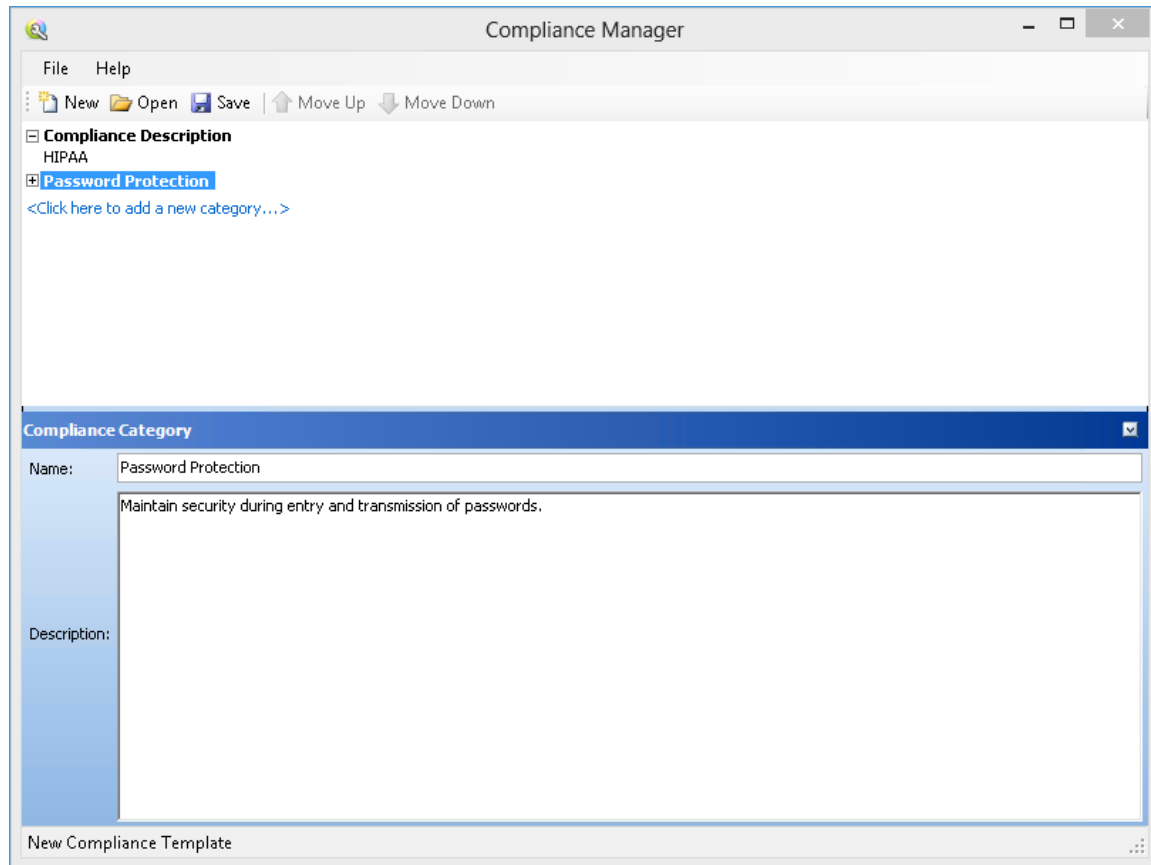 Compliance Manager
File Help
New Open Save Move Up Move Down
Compliance Description
HIPAA
Password Protection
<Click here to add a new category...>
Compliance Category
Name: Password Protection
Maintain security during entry and transmission of passwords.
Description:
New Compliance Template